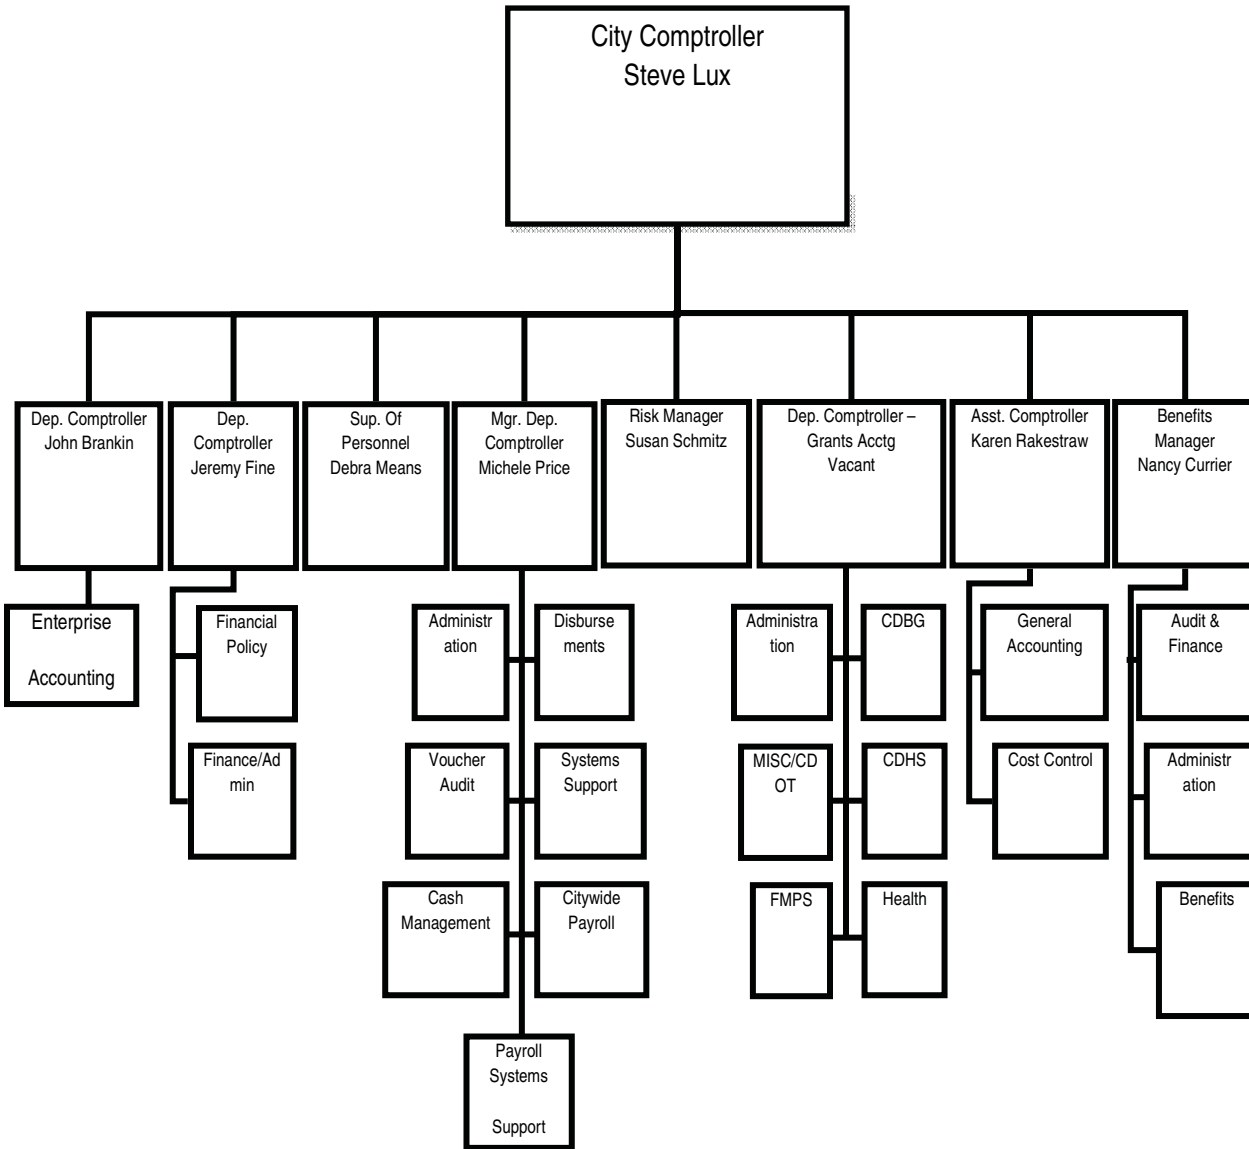 City Comptroller
Steve Lux
Dep. Comptroller
John Brankin
Dep.
Comptroller
Jeremy Fine
Sup. Of
Personnel
Debra Means
Mgr. Dep.
Comptroller
Michele Price
Risk Manager
Susan Schmitz
Dep. Comptroller –
Grants Acctg
Vacant
Asst. Comptroller
Karen Rakestraw
Benefits
Manager
Nancy Currier
Enterprise
Accounting
Financial
Policy
Finance/Ad
min
Administr
ation
Disburse
ments
Voucher
Audit
Systems
Support
Cash
Management
Citywide
Payroll
Payroll
Systems
Support
Administra
tion
CDBG
MISC/CD
OT
CDHS
FMPS
Health
General
Accounting
Cost Control
Audit &
Finance
Administr
ation
Benefits